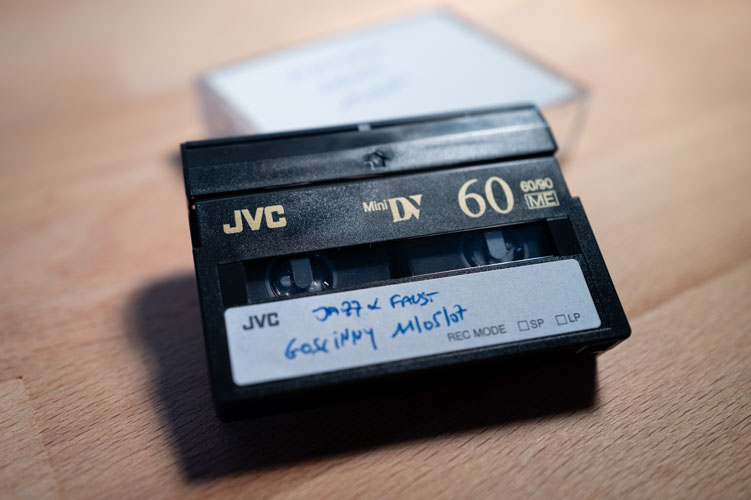 JVC Mini DV 60 60/90 ME
JVC JAZZ & FAUST
GOSCINNY 11/05/07
REC MODE □SP □LP